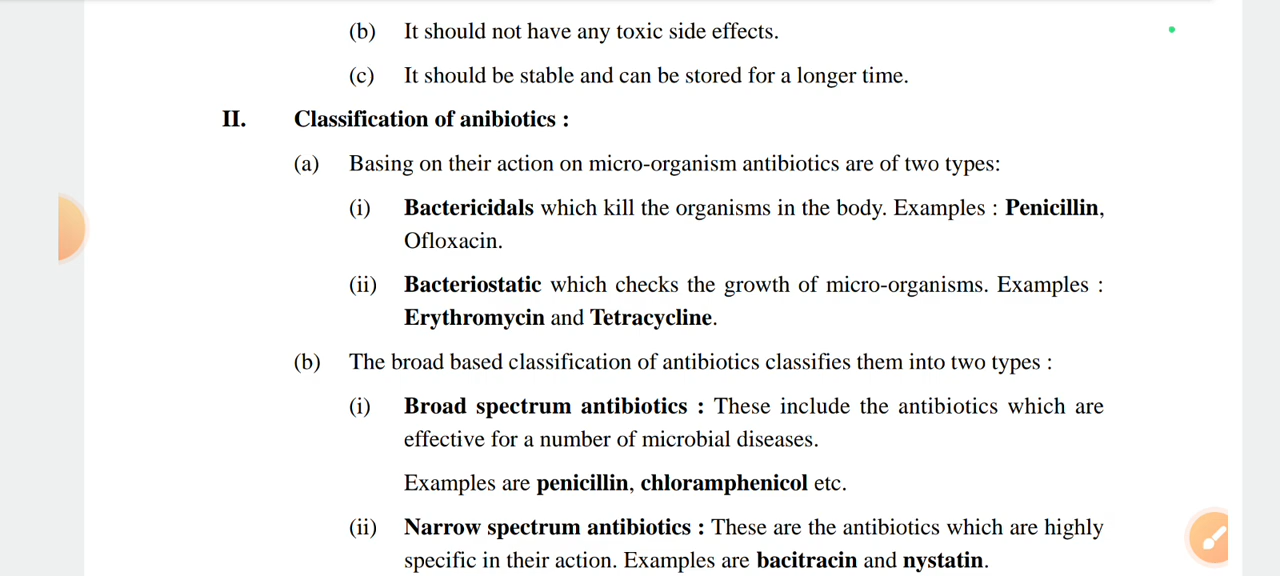 (b) It should not have any toxic side effects.
(c) It should be stable and can be stored for a longer time.
II. Classification of anibiotics :
(a) Basing on their action on micro-organism antibiotics are of two types:
(i) Bactericidals which kill the organisms in the body. Examples : Penicillin,
Ofloxacin.
(ii) Bacteriostatic which checks the growth of micro-organisms. Examples :
Erythromycin and Tetracycline.
(b) The broad based classification of antibiotics classifies them into two types :
(i) Broad spectrum antibiotics : These include the antibiotics which are
effective for a number of microbial diseases.
Examples are penicillin, chloramphenicol etc.
(ii) Narrow spectrum antibiotics : These are the antibiotics which are highly
specific in their action. Examples are bacitracin and nystatin.